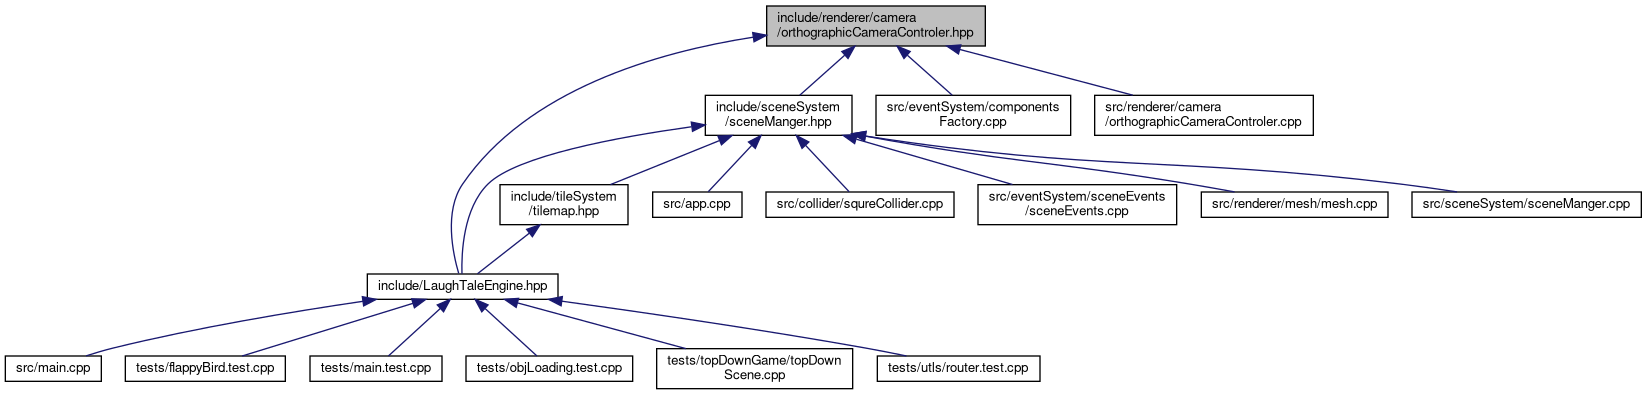 include/renderer/camera
/orthographicCameraControler.hpp
include/sceneSystem
/sceneManger.hpp
src/eventSystem/components
Factory.cpp
src/renderer/camera
/orthographicCameraControler.cpp
include/tileSystem
/tilemap.hpp
src/app.cpp
src/collider/squreCollider.cpp
src/eventSystem/sceneEvents
/sceneEvents.cpp
src/renderer/mesh/mesh.cpp
src/sceneSystem/sceneManger.cpp
include/LaughTaleEngine.hpp
src/main.cpp
tests/flappyBird.test.cpp
tests/main.test.cpp
tests/objLoading.test.cpp
tests/topDownGame/topDown
Scene.cpp
tests/utls/router.test.cpp